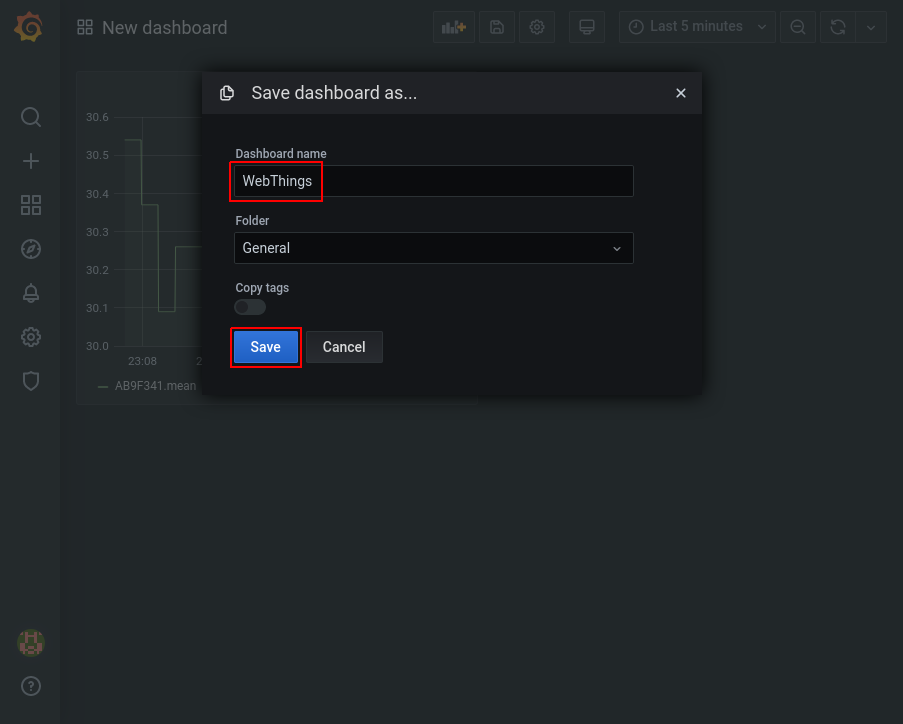 New dashboard
Last 5 minutes
Save dashboard as...
Dashboard name
WebThings
Folder
General
Copy tags
Save Cancel
30.6
30.5
30.4
30.3
30.2
30.1
30.0
23:08 2
AB9F341.mean